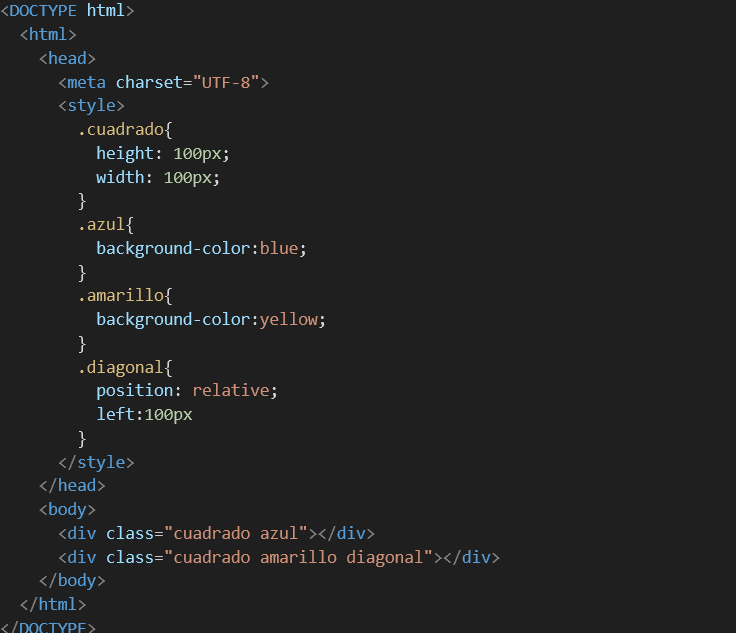 <DOCTYPE html>
<html>
<head>
<meta charset="UTF-8">
<style>
.cuadrado{
height: 100px;
width: 100px;
}
.azul{
background-color:blue;
}
.amarillo{
background-color:yellow;
}
.diagonal{
position: relative;
left:100px
}
</style>
</head>
<body>
<div class="cuadrado azul"></div>
<div class="cuadrado amarillo diagonal"></div>
</body>
</html>
</DOCTYPE>